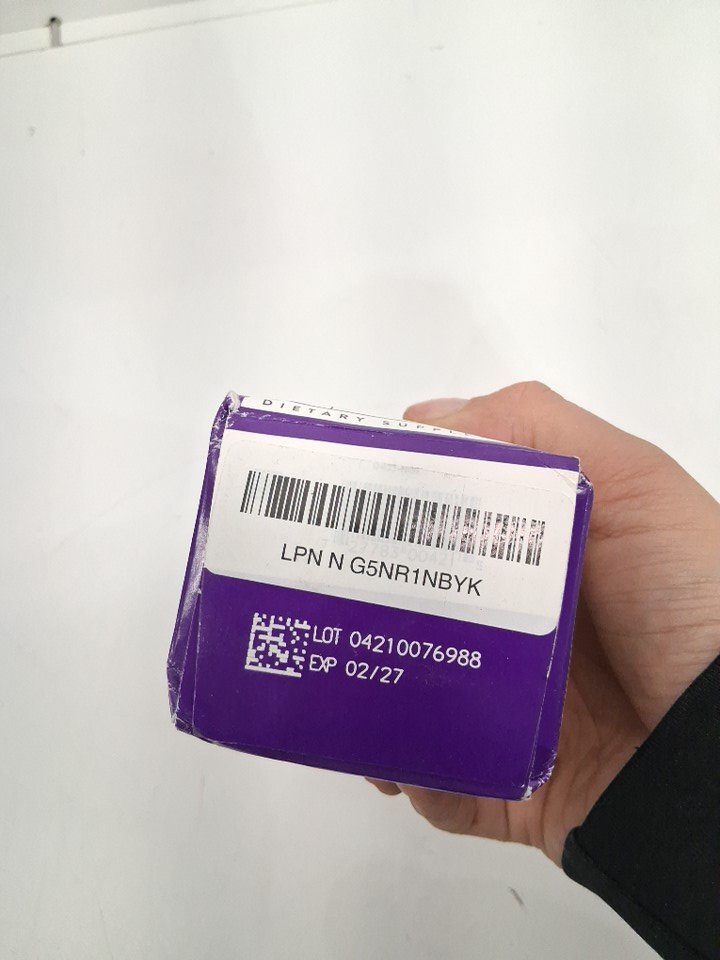 DIETARY
LPN N G5NR1NBYK
LOT 04210076988
EXP 02/27